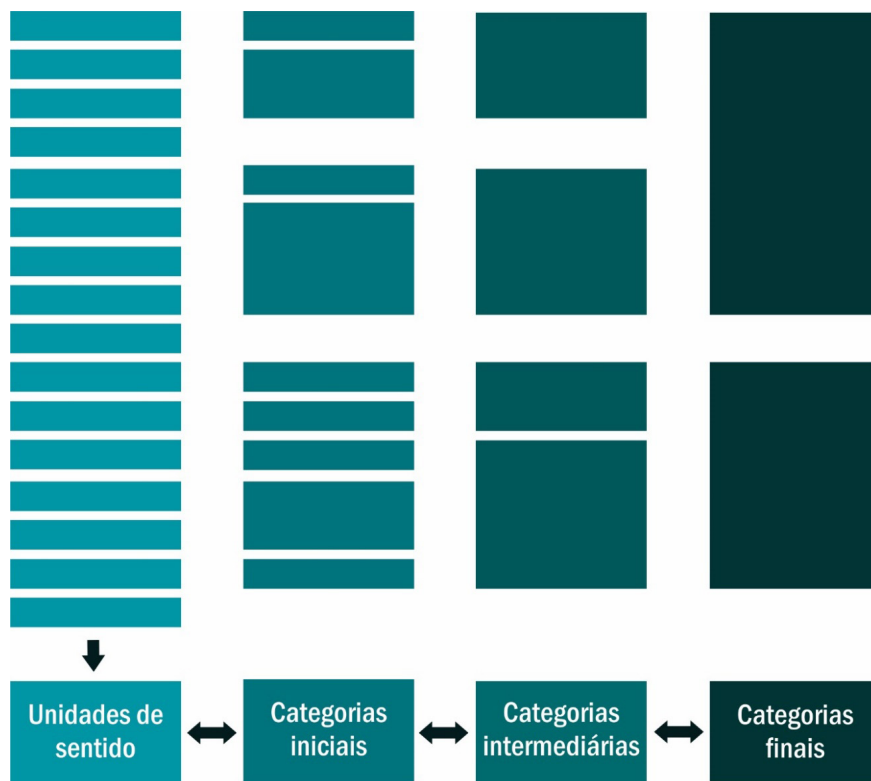 Unidades de
sentido
Categorias
iniciais
Categorias
intermediárias
Categorias
finais